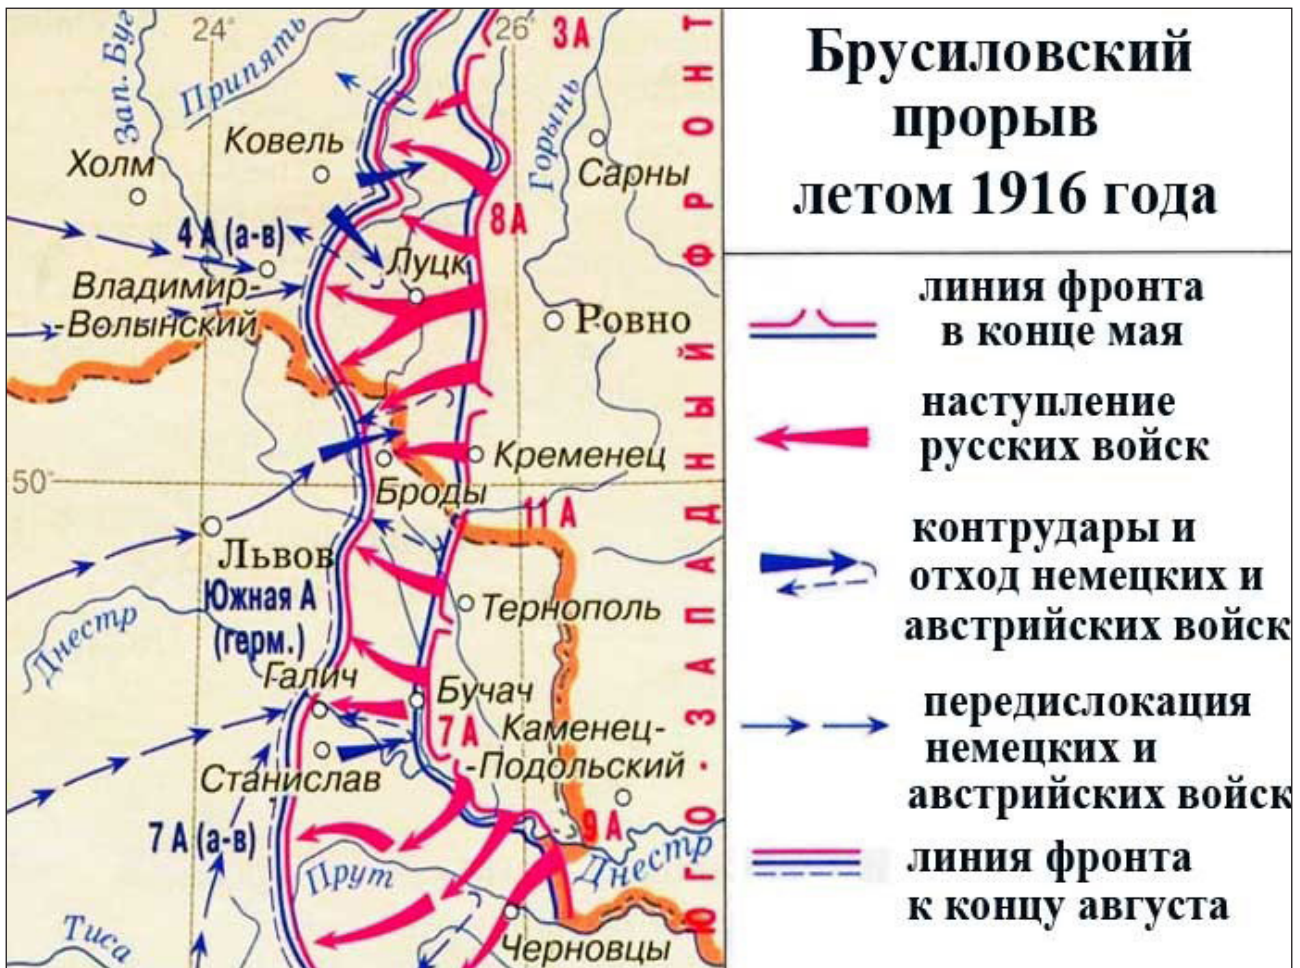 24°
26°
3 А
Зап. Буг
Припять
Ковель
Холм
Горынь
Сарны
8 А
4 А (а-в)
Луцк
Владимир-
-Волынский
Ровно
Кременец
50°
Броды
11 А
Львов
Южная А
(герм.)
Тернополь
Днестр
Галич
Бучач
7 А
Каменец-
-Подольский
Станислав
7 А (а-в)
9 А
Днестр
Прут
Тиса
Черновцы
ЮГО-ЗАПАДНЫЙ ФРОНТ
Брусиловский
прорыв
летом 1916 года
линия фронта
в конце мая
наступление
русских войск
контрудары и
отход немецких и
австрийских войск
передислокация
немецких и
австрийских войск
линия фронта
к концу августа